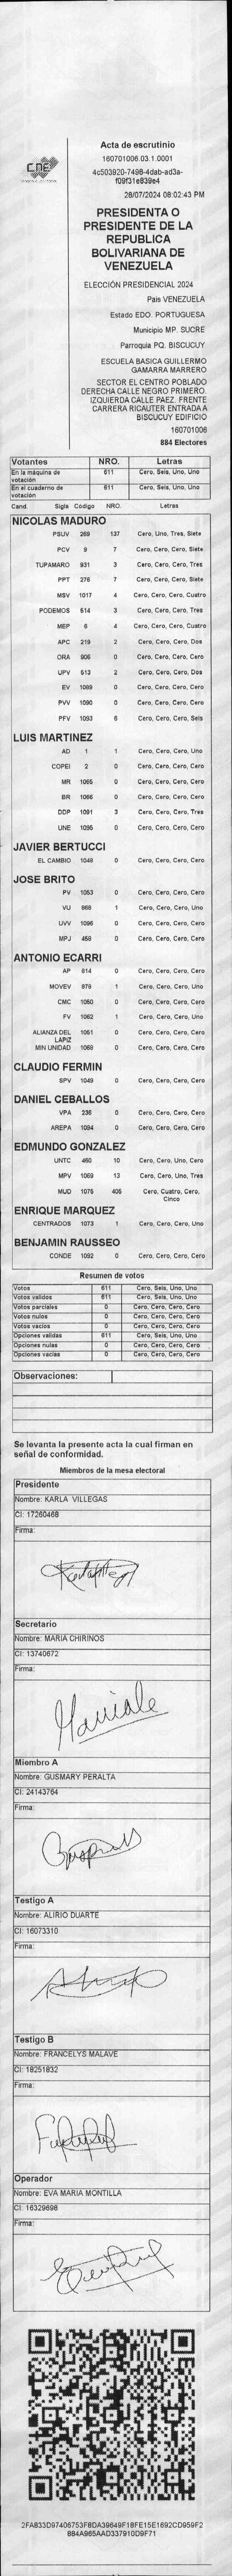 CNE
Acta de escrutinio
160701006.03.1.0001
4c503920-7498-4dab-ad3a-
f09f31e839e4
28/07/2024 08:02:43 PM
PRESIDENTA O
PRESIDENTE DE LA
REPUBLICA
BOLIVARIANA DE
VENEZUELA
ELECCIÓN PRESIDENCIAL 2024
Pais VENEZUELA
Estado EDO. PORTUGUESA
Municipio MP. SUCRE
Parroquia PQ. BISCUCUY
ESCUELA BASICA GUILLERMO
GAMARRA MARRERO
SECTOR EL CENTRO POBLADO
DERECHA CALLE NEGRO PRIMERO.
IZQUIERDA CALLE PAEZ. FRENTE
CARRERA RICAUTER ENTRADA A
BISCUCUY EDIFICIO
160701006
884 Electores
Votantes NRO. Letras
En la máquina de votación 611 Cero, Seis, Uno, Uno
En el cuaderno de votación 611 Cero, Seis, Uno, Uno
Cand. Sigla Código NRO. Letras
NICOLAS MADURO
PSUV 269 137 Cero, Uno, Tres, Siete
PCV 9 7 Cero, Cero, Cero, Siete
TUPAMARO 931 3 Cero, Cero, Cero, Tres
PPT 276 7 Cero, Cero, Cero, Siete
MSV 1017 4 Cero, Cero, Cero, Cuatro
PODEMOS 514 3 Cero, Cero, Cero, Tres
MEP 6 4 Cero, Cero, Cero, Cuatro
APC 219 2 Cero, Cero, Cero, Dos
ORA 906 0 Cero, Cero, Cero, Cero
UPV 513 2 Cero, Cero, Cero, Dos
EV 1089 0 Cero, Cero, Cero, Cero
PVV 1090 0 Cero, Cero, Cero, Cero
PFV 1093 6 Cero, Cero, Cero, Seis
LUIS MARTINEZ
AD 1 1 Cero, Cero, Cero, Uno
COPEI 2 0 Cero, Cero, Cero, Cero
MR 1065 0 Cero, Cero, Cero, Cero
BR 1066 0 Cero, Cero, Cero, Cero
DDP 1091 3 Cero, Cero, Cero, Tres
UNE 1095 0 Cero, Cero, Cero, Cero
JAVIER BERTUCCI
EL CAMBIO 1048 0 Cero, Cero, Cero, Cero
JOSE BRITO
PV 1053 0 Cero, Cero, Cero, Cero
VU 868 1 Cero, Cero, Cero, Uno
UVV 1096 0 Cero, Cero, Cero, Cero
MPJ 456 0 Cero, Cero, Cero, Cero
ANTONIO ECARRI
AP 814 0 Cero, Cero, Cero, Cero
MOVEV 878 1 Cero, Cero, Cero, Uno
CMC 1050 0 Cero, Cero, Cero, Cero
FV 1062 1 Cero, Cero, Cero, Uno
ALIANZA DEL LAPIZ 1051 0 Cero, Cero, Cero, Cero
MIN UNIDAD 1069 0 Cero, Cero, Cero, Cero
CLAUDIO FERMIN
SPV 1049 0 Cero, Cero, Cero, Cero
DANIEL CEBALLOS
VPA 236 0 Cero, Cero, Cero, Cero
AREPA 1094 0 Cero, Cero, Cero, Cero
EDMUNDO GONZALEZ
UNTC 460 10 Cero, Cero, Uno, Cero
MPV 1069 13 Cero, Cero, Uno, Tres
MUD 1075 405 Cero, Cuatro, Cero, Cinco
ENRIQUE MARQUEZ
CENTRADOS 1073 1 Cero, Cero, Cero, Uno
BENJAMIN RAUSSEO
CONDE 1092 0 Cero, Cero, Cero, Cero
Resumen de votos
Votos 611 Cero, Seis, Uno, Uno
Votos validos 611 Cero, Seis, Uno, Uno
Votos parciales 0 Cero, Cero, Cero, Cero
Votos nulos 0 Cero, Cero, Cero, Cero
Votos vacios 0 Cero, Cero, Cero, Cero
Opciones validas 611 Cero, Seis, Uno, Uno
Opciones nulas 0 Cero, Cero, Cero, Cero
Opciones vacias 0 Cero, Cero, Cero, Cero
Observaciones:
Se levanta la presente acta la cual firman en
señal de conformidad.
Miembros de la mesa electoral
Presidente
Nombre: KARLA VILLEGAS
CI: 17260468
Firma:
Secretario
Nombre: MARIA CHIRINOS
CI: 13740672
Firma:
Miembro A
Nombre: GUSMARY PERALTA
CI: 24143764
Firma:
Testigo A
Nombre: ALIRIO DUARTE
CI: 16073310
Firma:
Testigo B
Nombre: FRANCELYS MALAVE
CI: 18251832
Firma:
Operador
Nombre: EVA MARIA MONTILLA
CI: 16329698
Firma:
2FA833D97406753F8DA39649F18FE15E1692CD959F2
884A965AAD337910D9F71